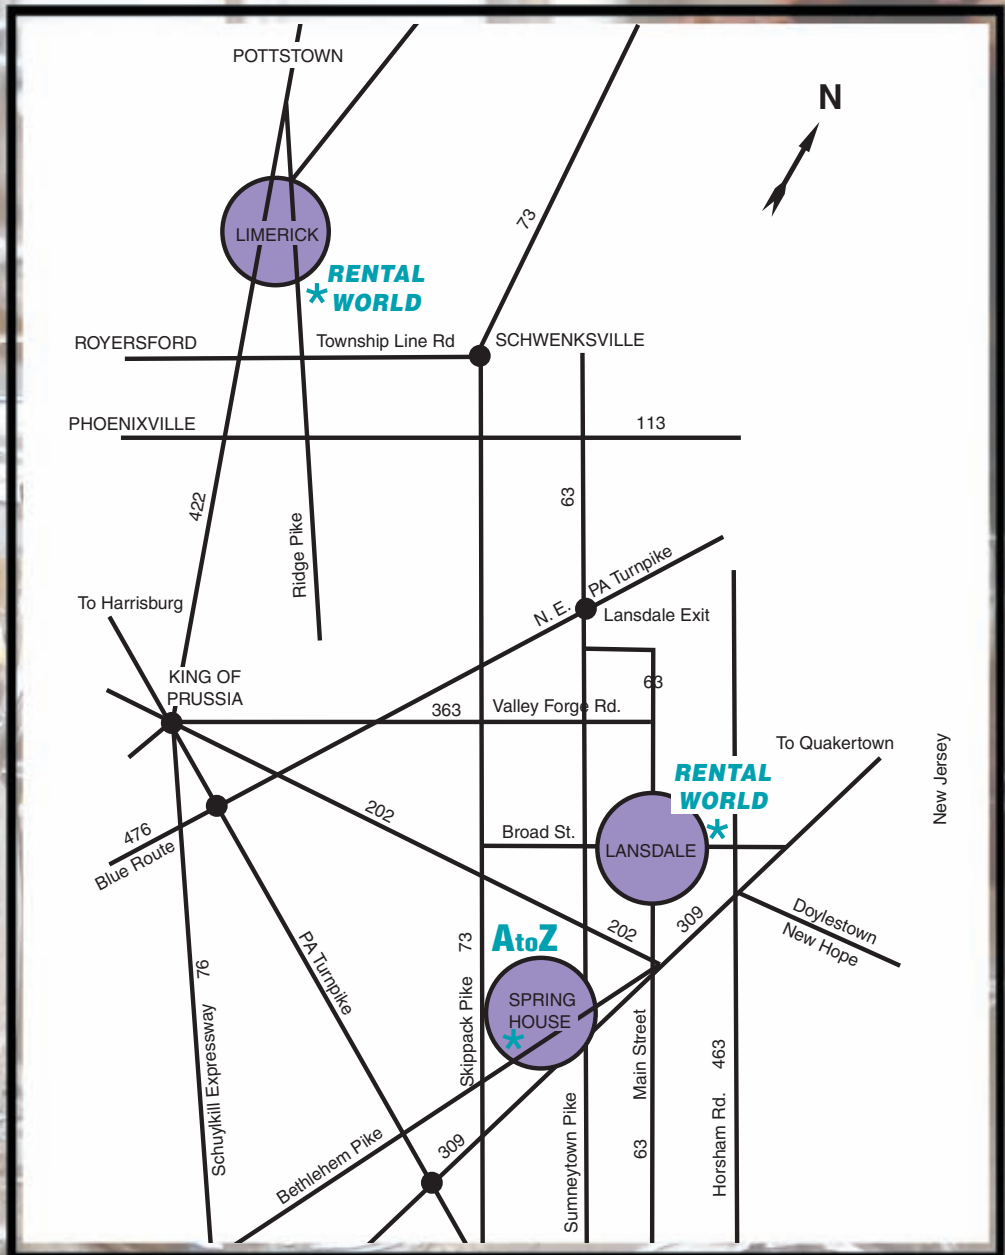 POTTSTOWN
N
LIMERICK
73
RENTAL
* WORLD
ROYERSFORD
Township Line Rd
SCHWENKSVILLE
PHOENIXVILLE
113
422
63
Ridge Pike
N. E. PA Turnpike
To Harrisburg
Lansdale Exit
KING OF
PRUSSIA
63
363
Valley Forge Rd.
To Quakertown
New Jersey
RENTAL
WORLD
*
202
476
Blue Route
Broad St.
LANSDALE
Doylestown
New Hope
309
202
AtoZ
73
Skippack Pike
PA Turnpike
76
Schuylkill Expressway
SPRING
HOUSE
*
Main Street
63
463
Horsham Rd.
Sumneytown Pike
309
Bethlehem Pike